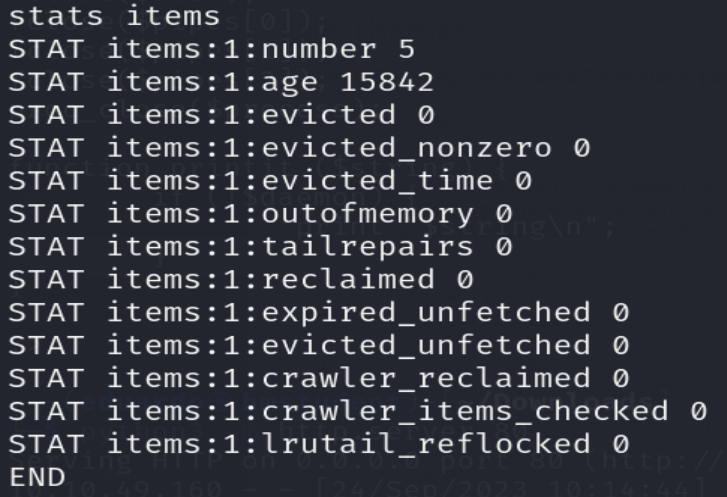 stats items
STAT items:1:number 5
STAT items:1:age 15842
STAT items:1:evicted 0
STAT items:1:evicted_nonzero 0
STAT items:1:evicted_time 0
STAT items:1:outofmemory 0
STAT items:1:tailrepairs 0
STAT items:1:reclaimed 0
STAT items:1:expired_unfetched 0
STAT items:1:evicted_unfetched 0
STAT items:1:crawler_reclaimed 0
STAT items:1:crawler_items_checked 0
STAT items:1:lrutail_reflocked 0
END